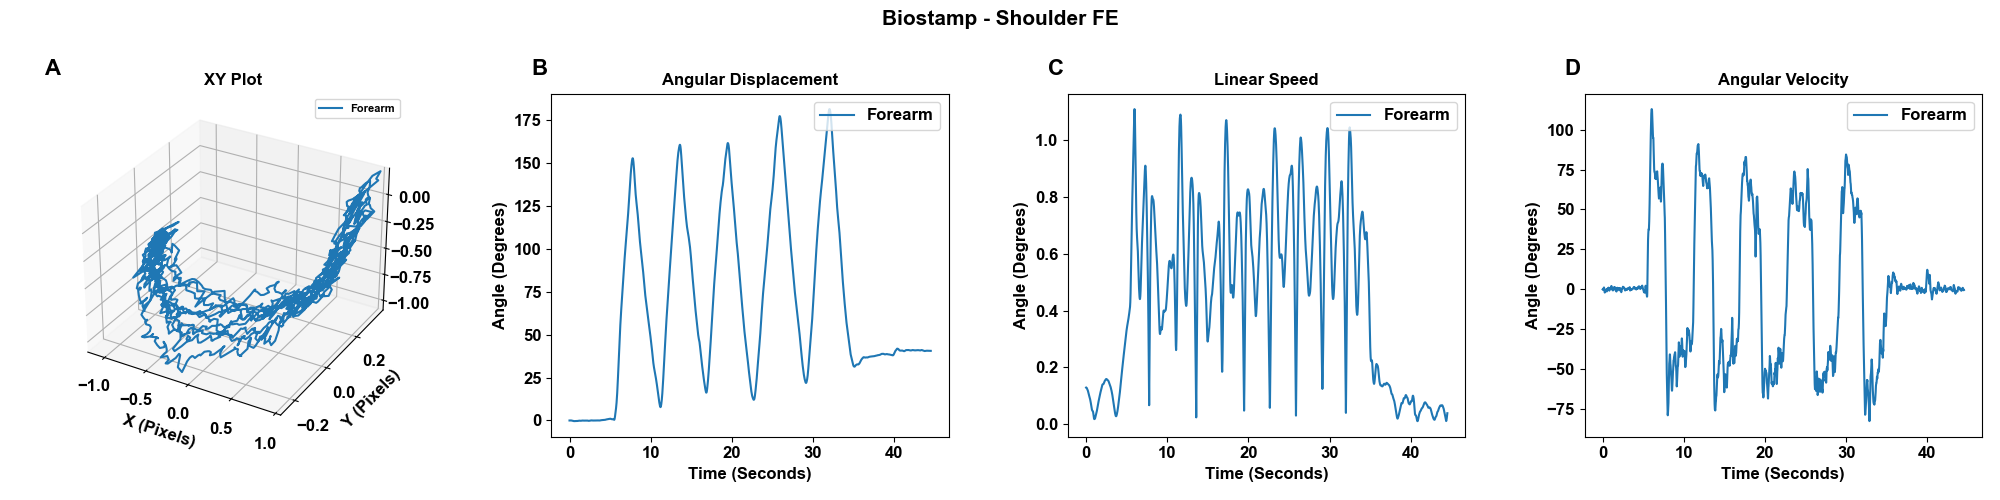 Biostamp - Shoulder FE
A
XY Plot
Forearm
0.00
−0.25
−0.50
−0.75
−1.00
−1.0
−0.5
0.0
0.5
1.0
X (Pixels)
−0.2
0.0
0.2
Y (Pixels)
B
Angular Displacement
Forearm
175
150
125
100
75
50
25
0
Angle (Degrees)
0 10 20 30 40
Time (Seconds)
C
Linear Speed
Forearm
1.0
0.8
0.6
0.4
0.2
0.0
Angle (Degrees)
0 10 20 30 40
Time (Seconds)
D
Angular Velocity
Forearm
100
75
50
25
0
−25
−50
−75
Angle (Degrees)
0 10 20 30 40
Time (Seconds)